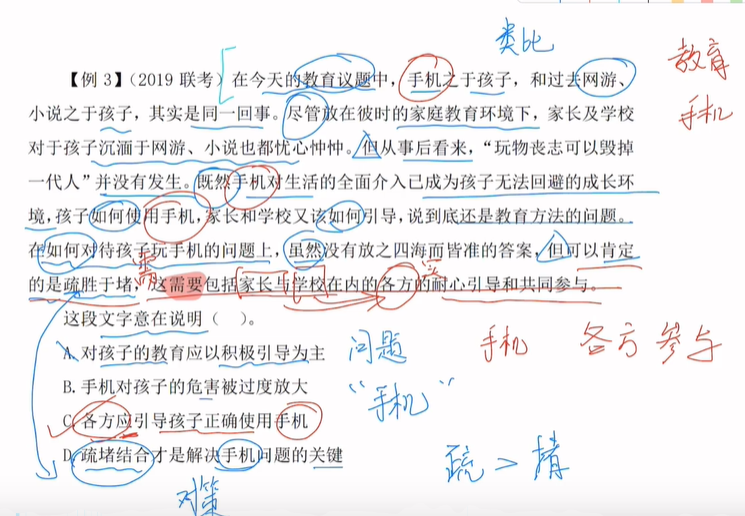 类比
【例 3】（2019 联考）在今天的教育议题中，手机之于孩子，和过去网游、
小说之于孩子，其实是同一回事。尽管放在彼时的家庭教育环境下，家长及学校
对于孩子沉湎于网游、小说也都忧心忡忡。但从事后看来，“玩物丧志可以毁掉
一代人”并没有发生。既然手机对生活的全面介入已成为孩子无法回避的成长环
境，孩子如何使用手机，家长和学校又该如何引导，说到底还是教育方法的问题。
在如何对待孩子玩手机的问题上，虽然没有放之四海而皆准的答案，但可以肯定
的是疏胜于堵，这需要包括家长与学校在内的各方的耐心引导和共同参与。
教育
手机
这段文字意在说明（ ）。
A. 对孩子的教育应以积极引导为主
B. 手机对孩子的危害被过度放大
C. 各方应引导孩子正确使用手机
D. 疏堵结合才是解决手机问题的关键
问题
“手机”
手机 各方 参与
疏 > 堵
对策